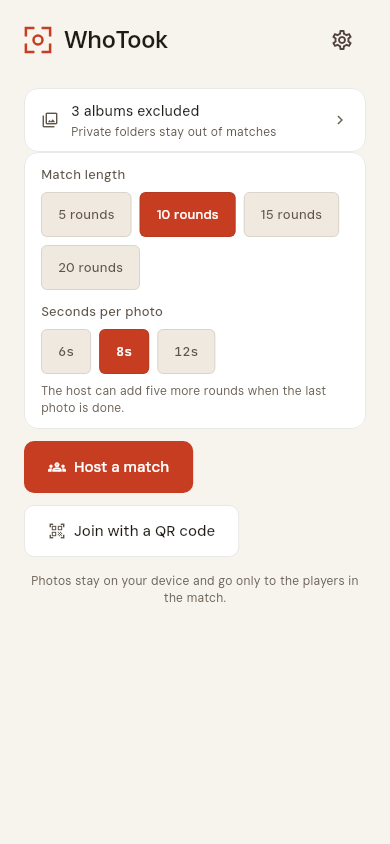 WhoTook
3 albums excluded
Private folders stay out of matches
Match length
5 rounds
10 rounds
15 rounds
20 rounds
Seconds per photo
6s
8s
12s
The host can add five more rounds when the last
photo is done.
Host a match
Join with a QR code
Photos stay on your device and go only to the players in
the match.